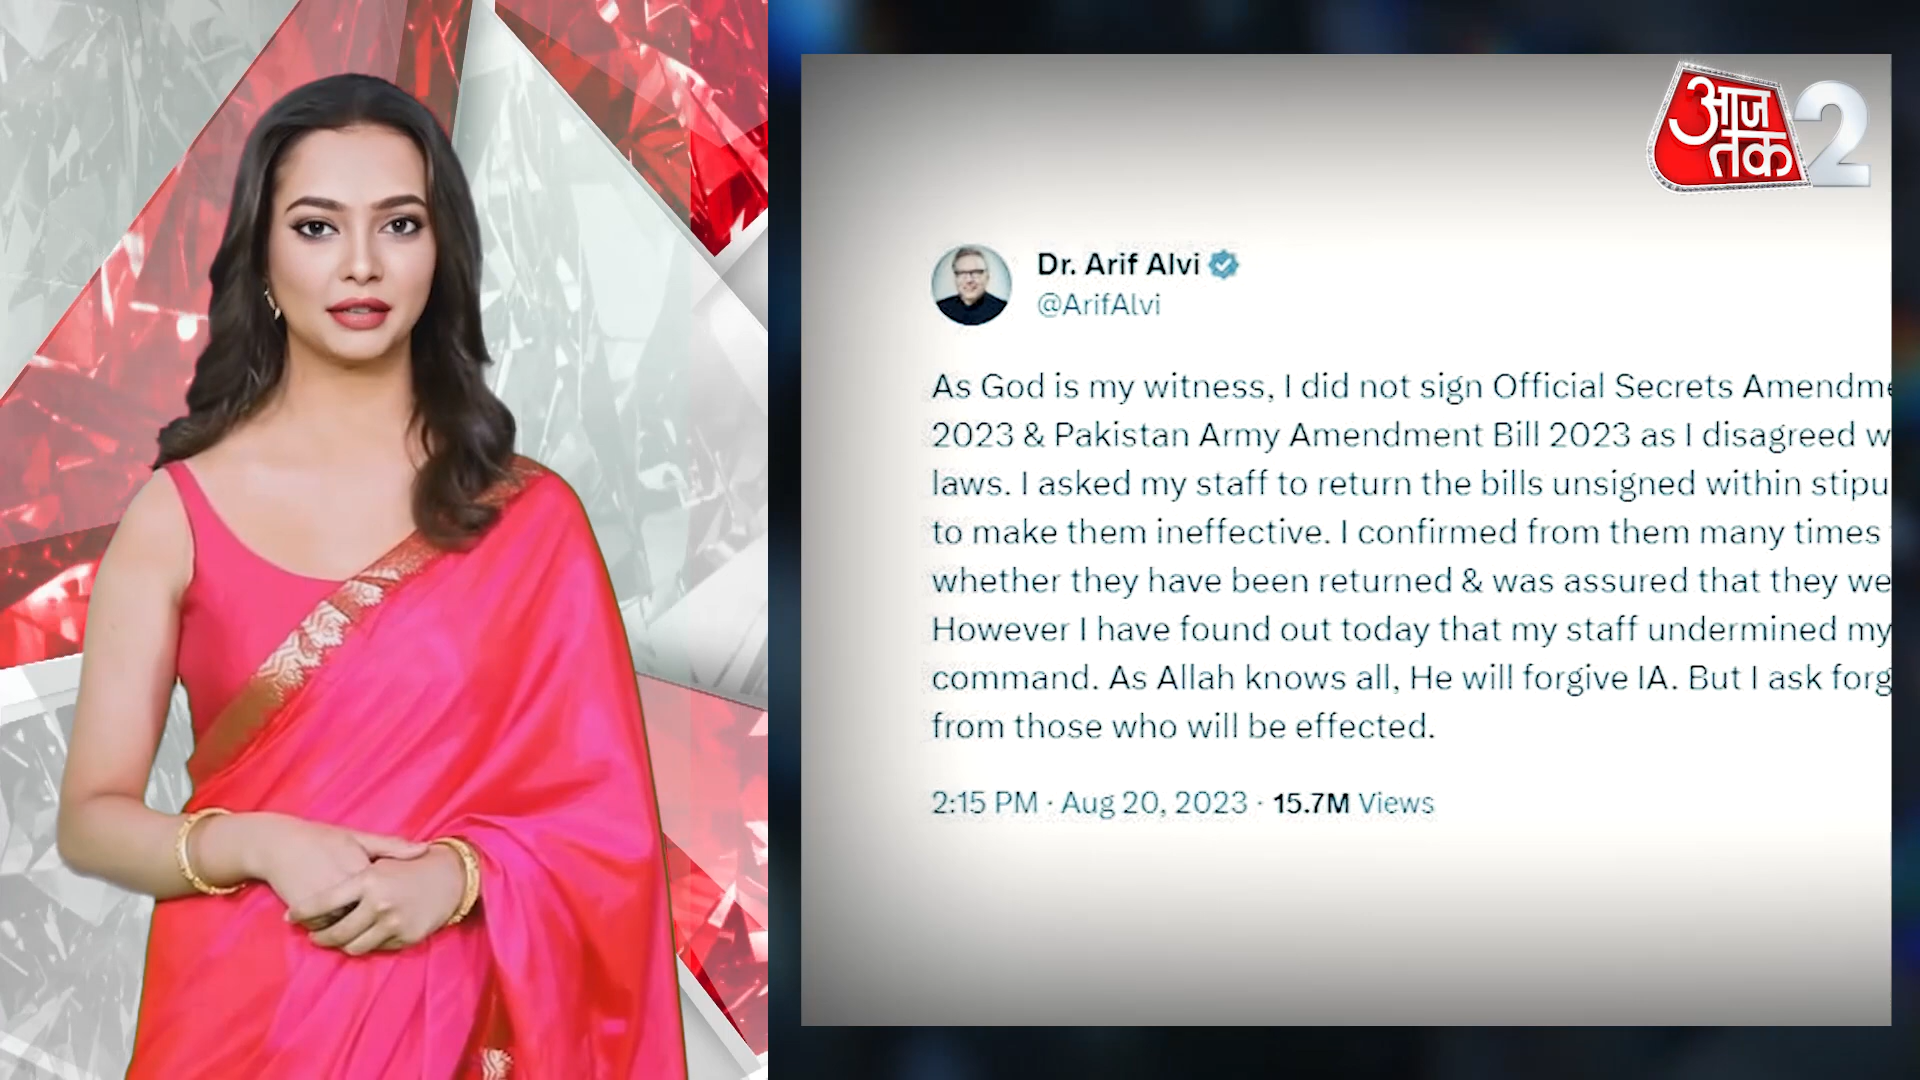 आज
तक 2
Dr. Arif Alvi
@ArifAlvi
As God is my witness, I did not sign Official Secrets Amendme
2023 & Pakistan Army Amendment Bill 2023 as I disagreed w
laws. I asked my staff to return the bills unsigned within stipu
to make them ineffective. I confirmed from them many times
whether they have been returned & was assured that they we
However I have found out today that my staff undermined my
command. As Allah knows all, He will forgive IA. But I ask forg
from those who will be effected.
2:15 PM · Aug 20, 2023 · 15.7M Views